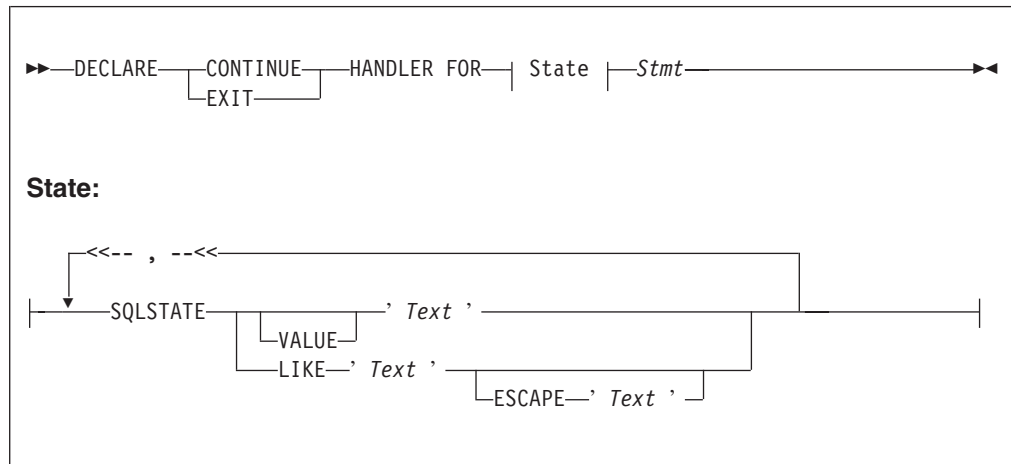 DECLARE CONTINUE HANDLER FOR State Stmt
EXIT
State:
<<-- , --<<
SQLSTATE ’ Text ’
VALUE
LIKE ’ Text ’
ESCAPE ’ Text ’